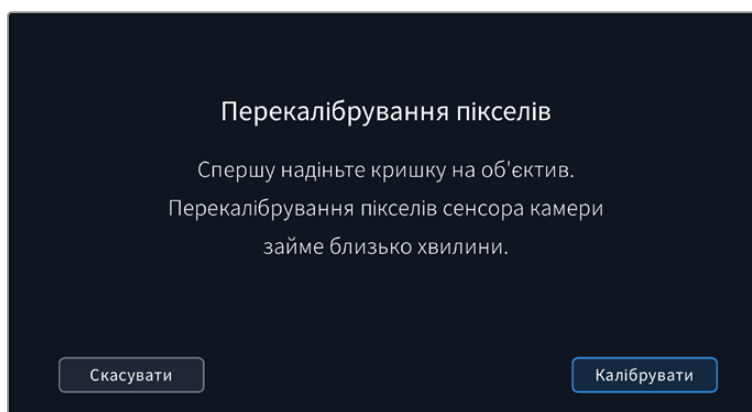 Перекалібрування пікселів
Спершу надіньте кришку на об'єктив.
Перекалібрування пікселів сенсора камери
займе близько хвилини.
Скасувати
Калібрувати